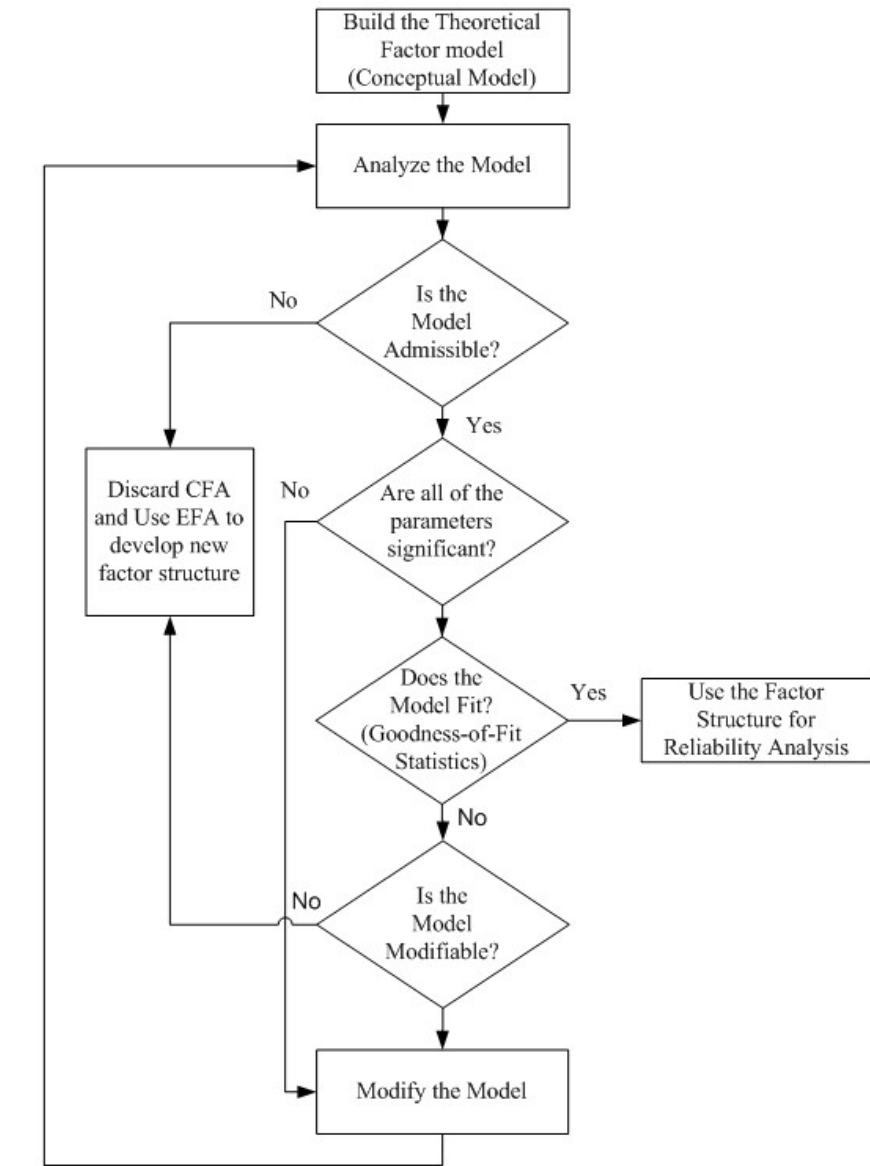 Build the Theoretical
Factor model
(Conceptual Model)
Analyze the Model
No
Is the
Model
Admissible?
Yes
Discard CFA
and Use EFA to
develop new
factor structure
No
Are all of the
parameters
significant?
Does the
Model Fit?
(Goodness-of-Fit
Statistics)
Yes
Use the Factor
Structure for
Reliability Analysis
No
No
Is the
Model
Modifiable?
Modify the Model